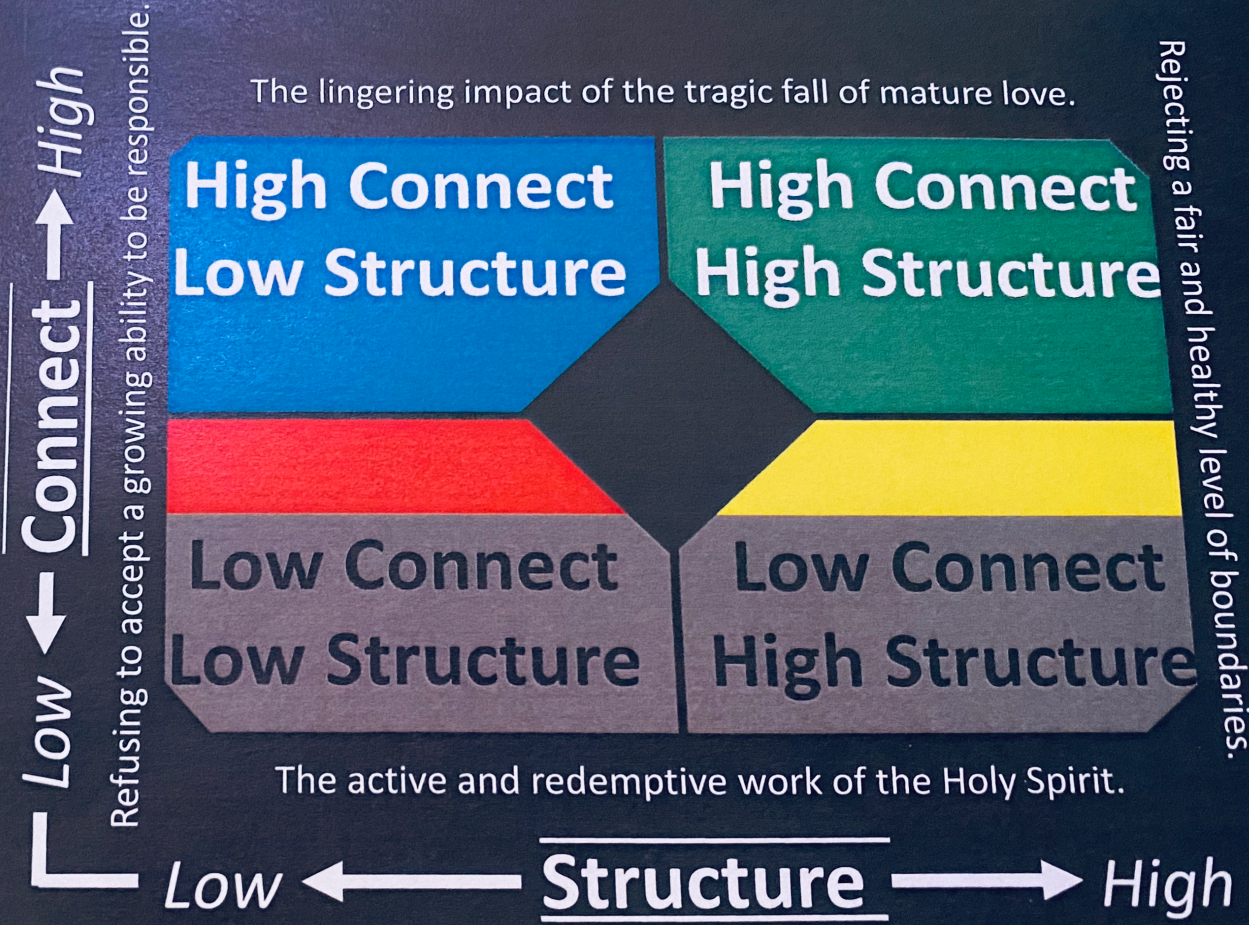 The lingering impact of the tragic fall of mature love.
High Connect
Low Structure
High Connect
High Structure
Low Connect
Low Structure
Low Connect
High Structure
The active and redemptive work of the Holy Spirit.
Low Connect High
Refusing to accept a growing ability to be responsible.
Rejecting a fair and healthy level of boundaries.
Low Structure High